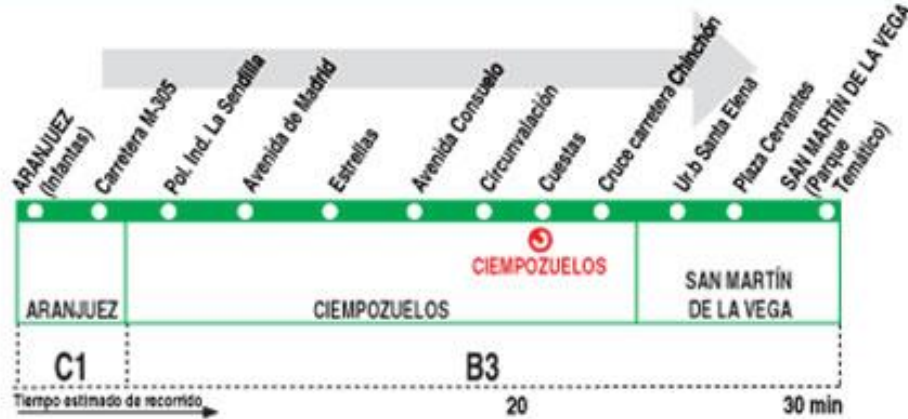 ARANJUEZ
(Infantas)
Carretera M-305
Pol. Ind. La Sendilla
Avenida de Madrid
Estrellas
Avenida Consuelo
Circunvalación
Cuestas
Cruce carretera Chinchón
Ur.b Santa Elena
Plaza Cervantes
SAN MARTÍN DE LA VEGA
(Parque
Temático)
CIEMPOZUELOS
ARANJUEZ
CIEMPOZUELOS
SAN MARTÍN
DE LA VEGA
C1
B3
Tiempo estimado de recorrido
20
30 min